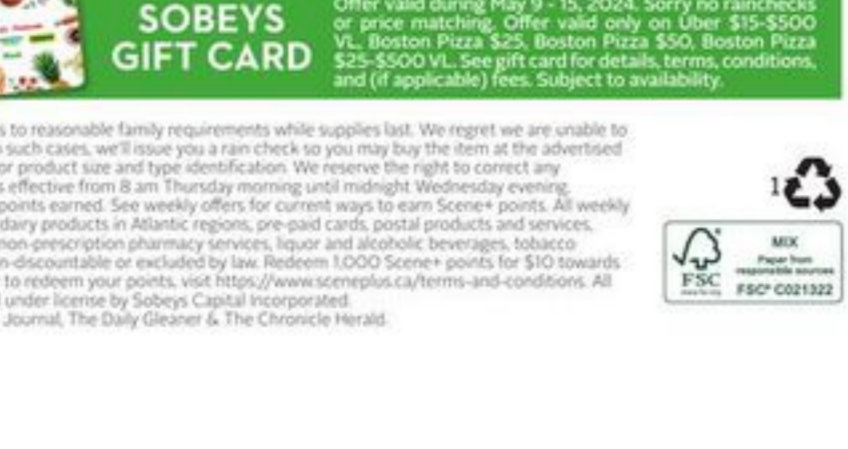 SOBEYS
GIFT CARD
Offer valid during May 9 - 15, 2024. Sorry no rainchecks
or price matching. Offer valid only on Uber $15-$500
VL, Boston Pizza $25, Boston Pizza $50, Boston Pizza
$25-$500 VL. See gift card for details, terms, conditions,
and (if applicable) fees. Subject to availability.
s to reasonable family requirements while supplies last. We regret we are unable to
such cases, we'll issue you a rain check so you may buy the item at the advertised
or product size and type identification. We reserve the right to correct any
s effective from 8 am Thursday morning until midnight Wednesday evening.
points earned. See weekly offers for current ways to earn Scene+ points. All weekly
dairy products in Atlantic regions, pre-paid cards, postal products and services,
non-prescription pharmacy services, liquor and alcoholic beverages, tobacco
n-discountable or excluded by law. Redeem 1,000 Scene+ points for $10 towards
to redeem your points, visit https://www.sceneplus.ca/terms-and-conditions. All
under license by Sobeys Capital Incorporated.
Journal, The Daily Gleaner & The Chronicle Herald.
1
FSC
MIX
Paper from
responsible sources
FSC® C021322